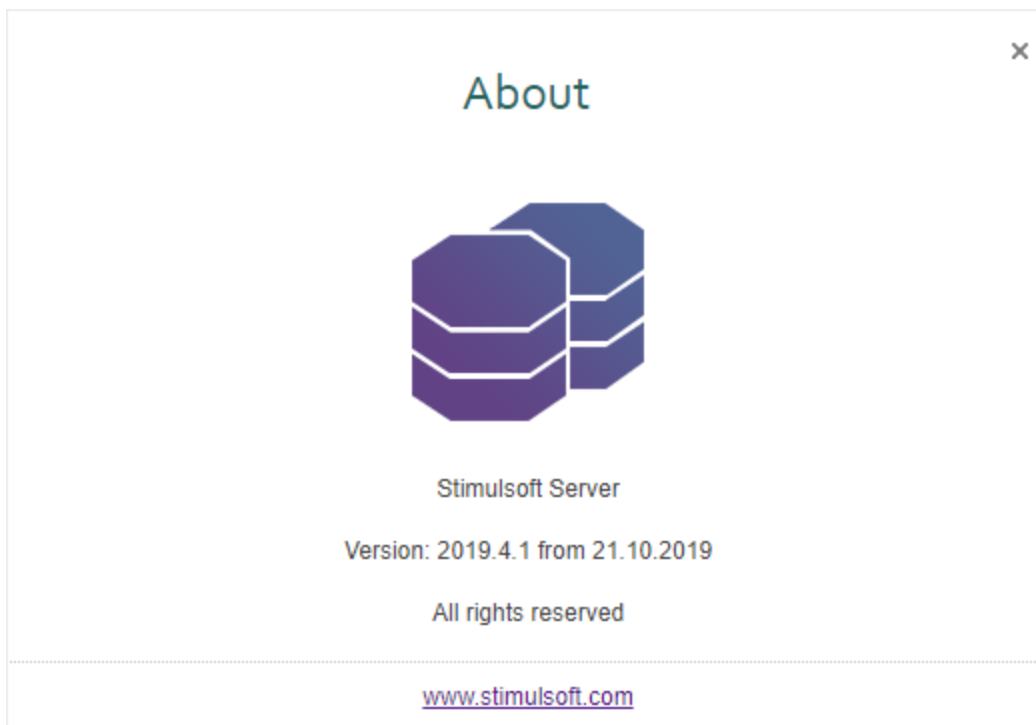 About
Stimulsoft Server
Version: 2019.4.1 from 21.10.2019
All rights reserved
www.stimulsoft.com